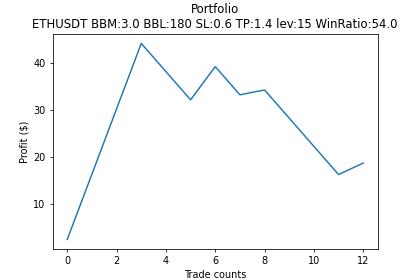 Portfolio
ETHUSDT BBM:3.0 BBL:180 SL:0.6 TP:1.4 lev:15 WinRatio:54.0
Profit ($)
40
30
20
10
0 2 4 6 8 10 12
Trade counts